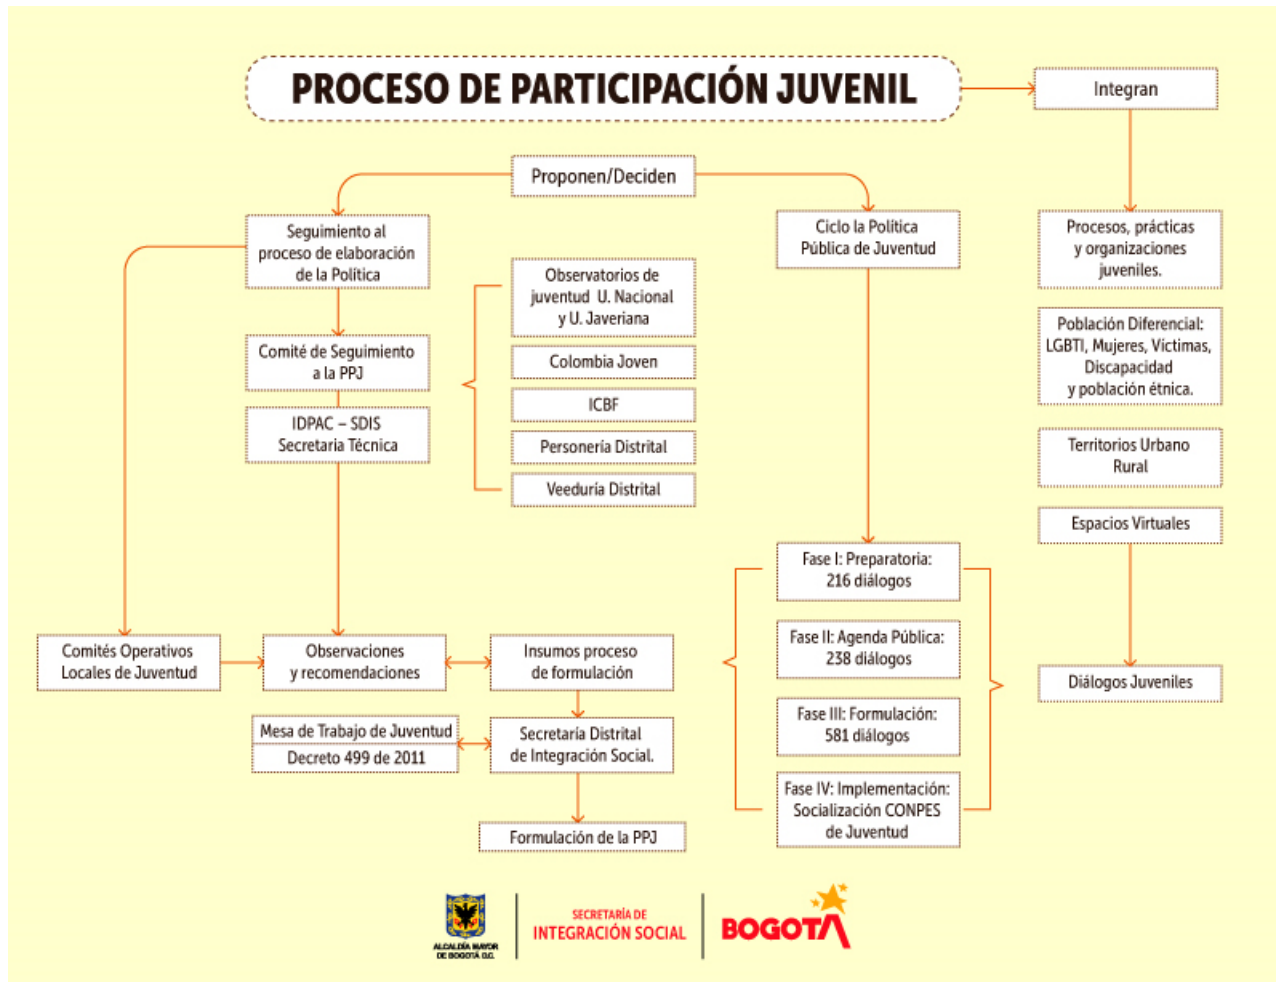 PROCESO DE PARTICIPACIÓN JUVENIL
Integran
Proponen/Deciden
Seguimiento al
proceso de elaboración
de la Política
Ciclo la Política
Pública de Juventud
Procesos, prácticas
y organizaciones
juveniles.
Observatorios de
juventud U. Nacional
y U. Javeriana
Comité de Seguimiento
a la PPJ
Colombia Joven
Población Diferencial:
LGBTI, Mujeres, Víctimas,
Discapacidad
y población étnica.
ICBF
IDPAC – SDIS
Secretaria Técnica
Personería Distrital
Veeduría Distrital
Territorios Urbano
Rural
Espacios Virtuales
Fase I: Preparatoria:
216 diálogos
Fase II: Agenda Pública:
238 diálogos
Fase III: Formulación:
581 diálogos
Fase IV: Implementación:
Socialización CONPES
de Juventud
Diálogos Juveniles
Comités Operativos
Locales de Juventud
Observaciones
y recomendaciones
Insumos proceso
de formulación
Mesa de Trabajo de Juventud
Decreto 499 de 2011
Secretaría Distrital
de Integración Social.
Formulación de la PPJ
ALCALDÍA MAYOR
DE BOGOTÁ D.C.
SECRETARÍA DE
INTEGRACIÓN SOCIAL
BOGOTÁ